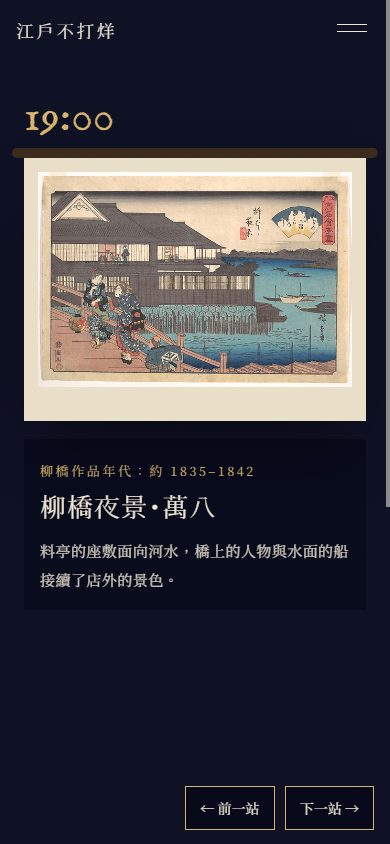 江戶不打烊
19:00
柳橋作品年代：約 1835–1842
柳橋夜景・萬八
料亭的座敷面向河水，橋上的人物與水面的船
接續了店外的景色。
← 前一站
下一站 →